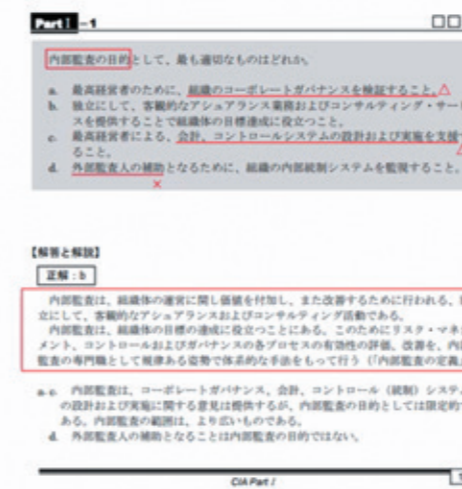 Part I -1
内部監査の目的として、最も適切なものはどれか。
a. 最高経営者のために、組織のコーポレートガバナンスを検証すること。△
b. 独立にして、客観的なアシュアランス業務およびコンサルティング・サー
スを提供することで組織体の目標達成に役立つこと。
c. 最高経営者による、会計、コントロールシステムの設計および実施を支援
ること。
d. 外部監査人の補助となるために、組織の内部統制システムを監視すること。
×
【解答と解説】
正解:b
内部監査は、組織体の運営に関し価値を付加し、また改善するために行われる、
立にして、客観的なアシュアランスおよびコンサルティング活動である。
内部監査は、組織体の目標の達成に役立つことにある。このためにリスク・マネ
メント、コントロールおよびガバナンスの各プロセスの有効性の評価、改善を、内
監査の専門職として規律ある姿勢で体系的な手法をもって行う(「内部監査の定義」
a.c. 内部監査は、コーポレートガバナンス、会計、コントロール(統制)システ
の設計および実施に関する意見は提供するが、内部監査の目的としては限定的
ある。内部監査の範囲は、より広いものである。
d. 外部監査人の補助となることは内部監査の目的ではない。
CIA Part I
1